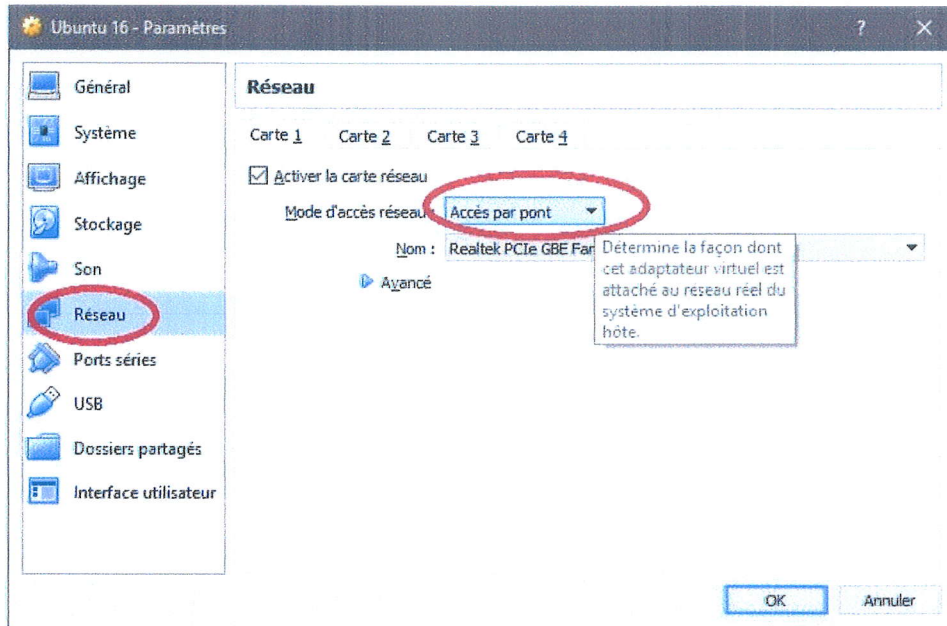 Ubuntu 16 - Paramètres ? X
Général
Système
Affichage
Stockage
Son
Réseau
Ports séries
USB
Dossiers partagés
Interface utilisateur
Réseau
Carte 1 Carte 2 Carte 3 Carte 4
Activer la carte réseau
Mode d'accès réseau : Accès par pont
Nom : Realtek PCIe GBE Fam
Avancé
Détermine la façon dont
cet adaptateur virtuel est
attaché au réseau réel du
système d'exploitation
hôte.
OK Annuler